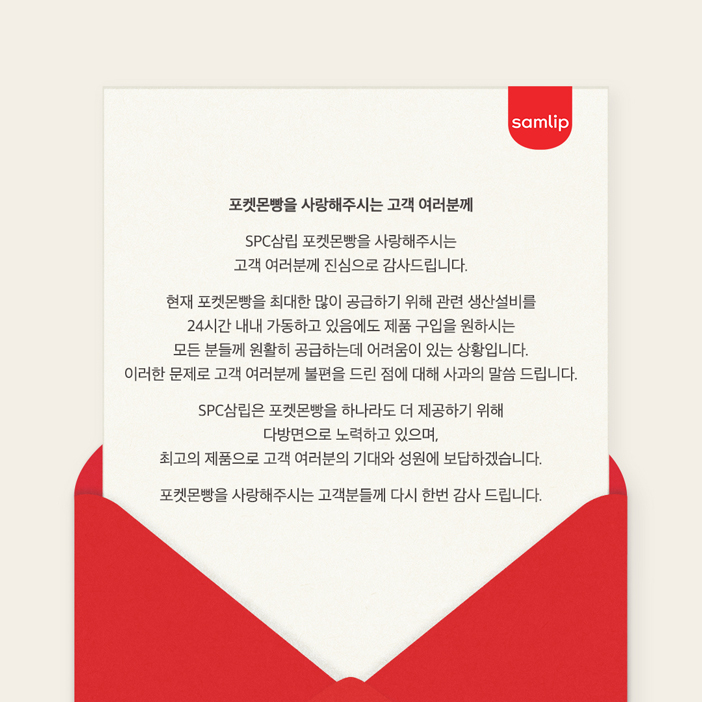 samlip
포켓몬빵을 사랑해주시는 고객 여러분께
SPC삼립 포켓몬빵을 사랑해주시는
고객 여러분께 진심으로 감사드립니다.
현재 포켓몬빵을 최대한 많이 공급하기 위해 관련 생산설비를
24시간 내내 가동하고 있음에도 제품 구입을 원하시는
모든 분들께 원활히 공급하는데 어려움이 있는 상황입니다.
이러한 문제로 고객 여러분께 불편을 드린 점에 대해 사과의 말씀 드립니다.
SPC삼립은 포켓몬빵을 하나라도 더 제공하기 위해
다방면으로 노력하고 있으며,
최고의 제품으로 고객 여러분의 기대와 성원에 보답하겠습니다.
포켓몬빵을 사랑해주시는 고객분들께 다시 한번 감사 드립니다.